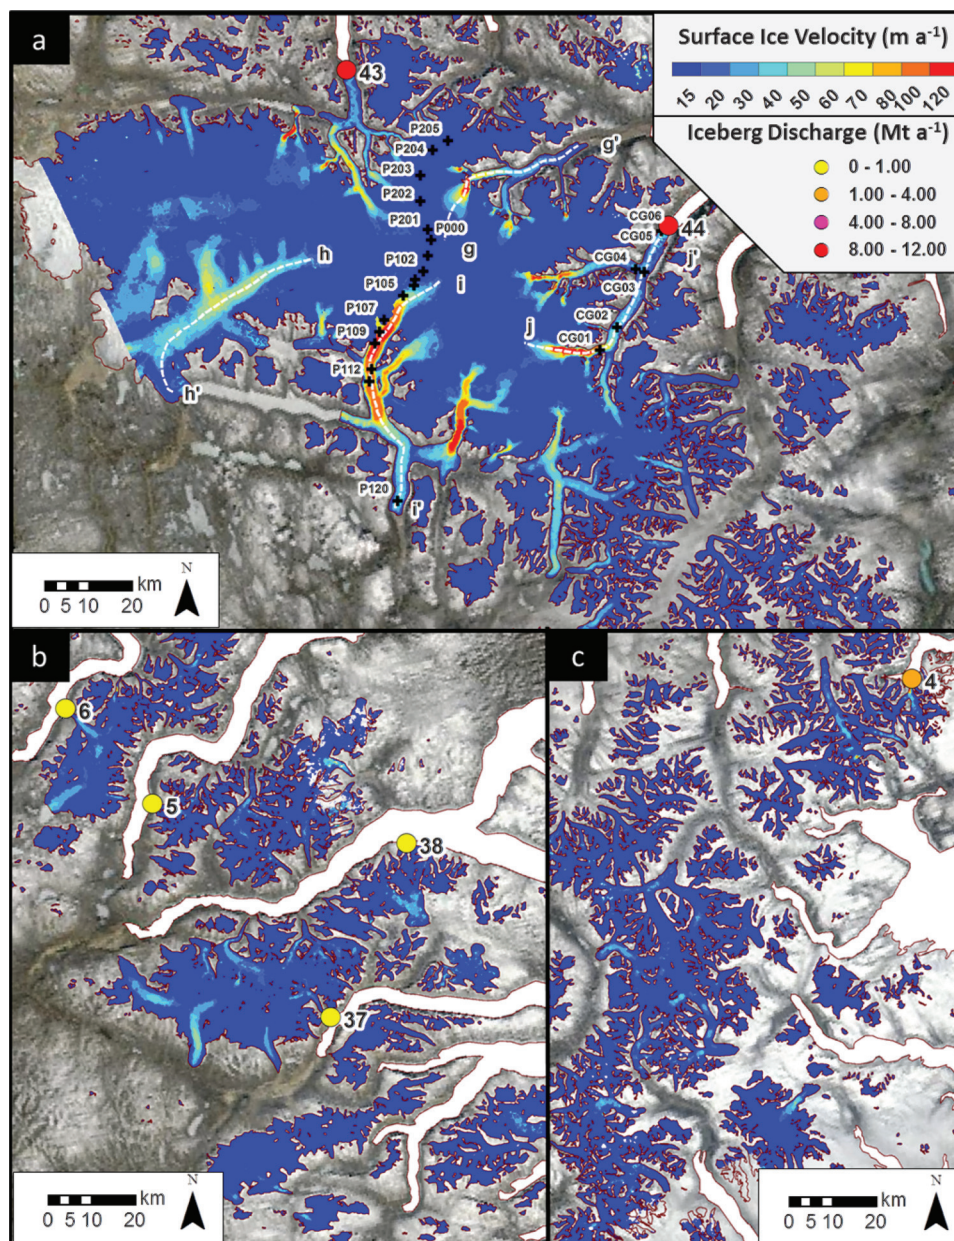 a
Surface Ice Velocity (m a⁻¹)
15 20 30 40 50 60 70 80 100 120
Iceberg Discharge (Mt a⁻¹)
0 - 1.00
1.00 - 4.00
4.00 - 8.00
8.00 - 12.00
43
P205
P204
P203
P202
P201
P000
P102
P105
P107
P109
P112
P120
g'
g
h
h'
i
i'
j
j'
CG06
CG05
44
CG04
CG03
CG02
CG01
N
km
0 5 10 20
b
6
5
38
37
N
km
0 5 10 20
c
4
N
km
0 5 10 20